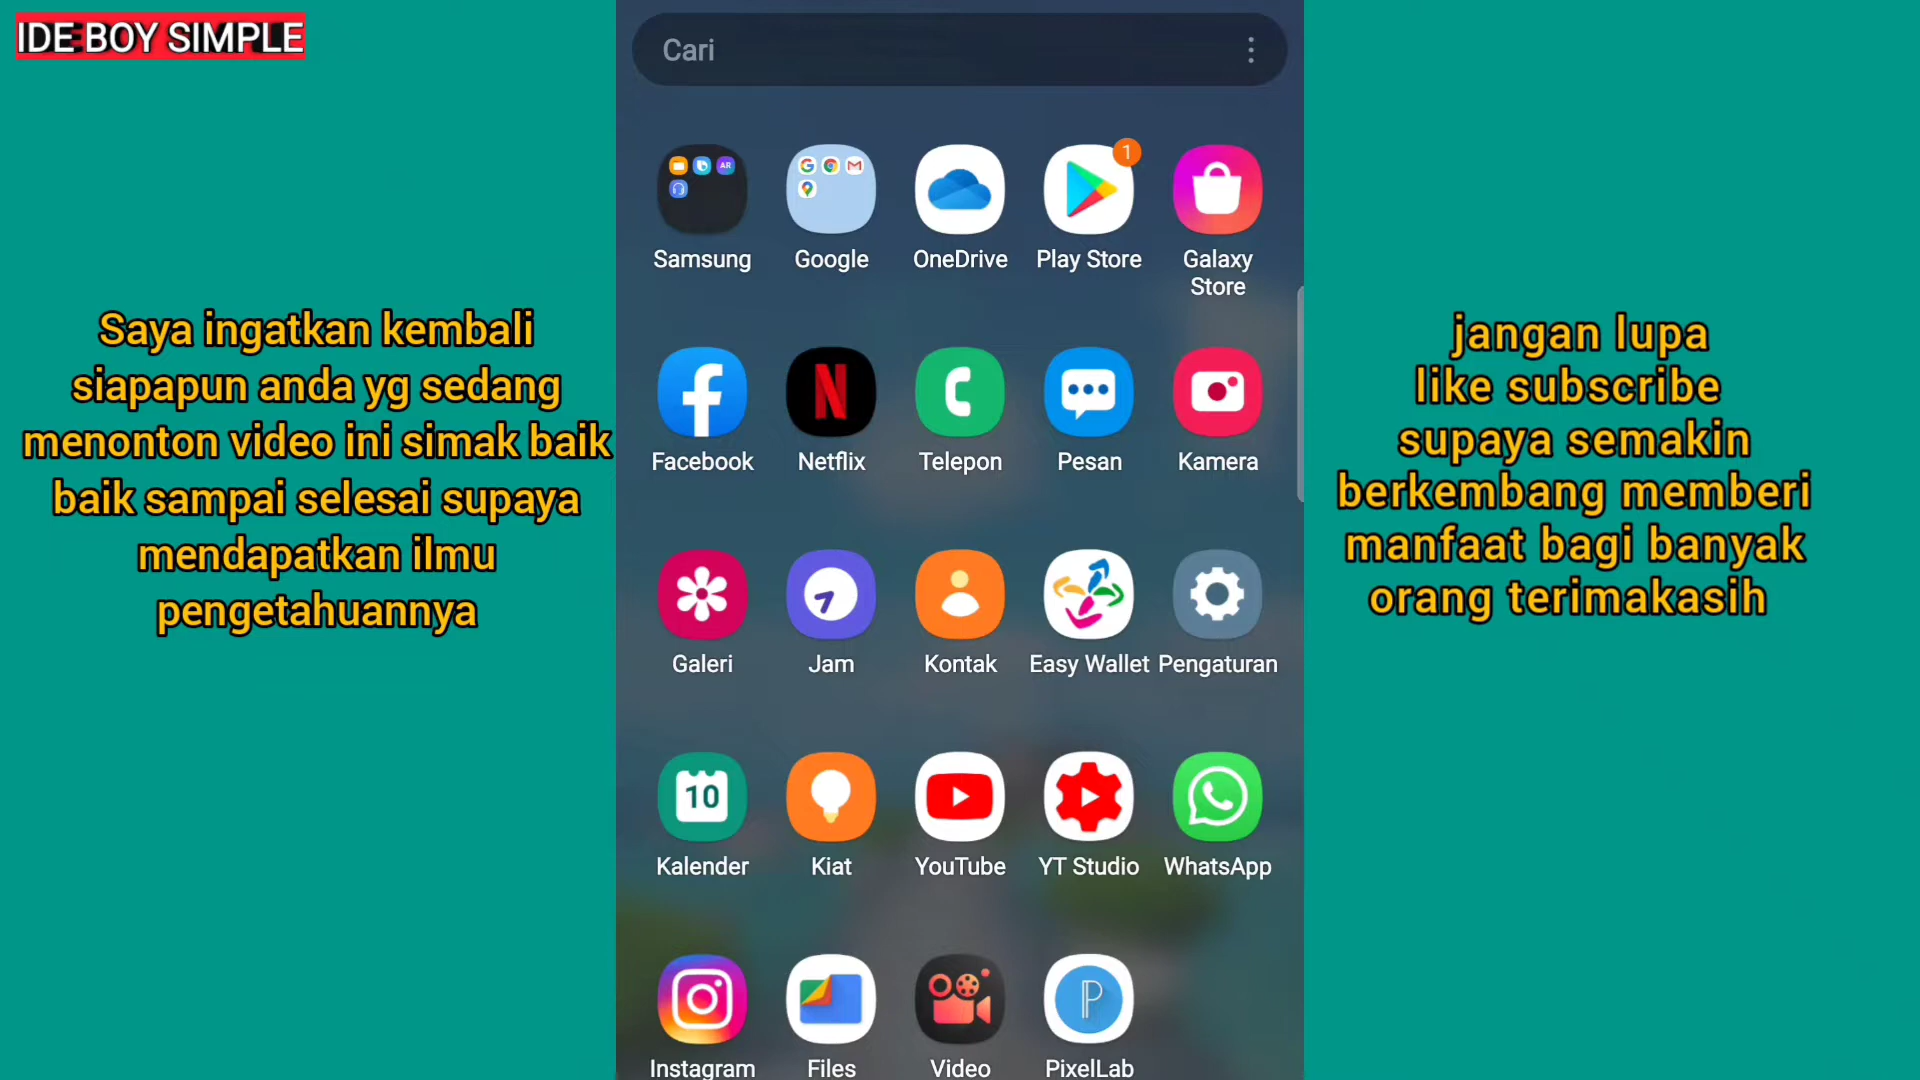 IDE BOY SIMPLE
Cari
AR
1
Samsung
Google
OneDrive
Play Store
Galaxy
Store
Saya ingatkan kembali
siapapun anda yg sedang
menonton video ini simak baik
baik sampai selesai supaya
mendapatkan ilmu
pengetahuannya
jangan lupa
like subscribe
supaya semakin
berkembang memberi
manfaat bagi banyak
orang terimakasih
Facebook
Netflix
Telepon
Pesan
Kamera
Galeri
Jam
Kontak
Easy Wallet
Pengaturan
10
Kalender
Kiat
YouTube
YT Studio
WhatsApp
Instagram
Files
Video
PixelLab